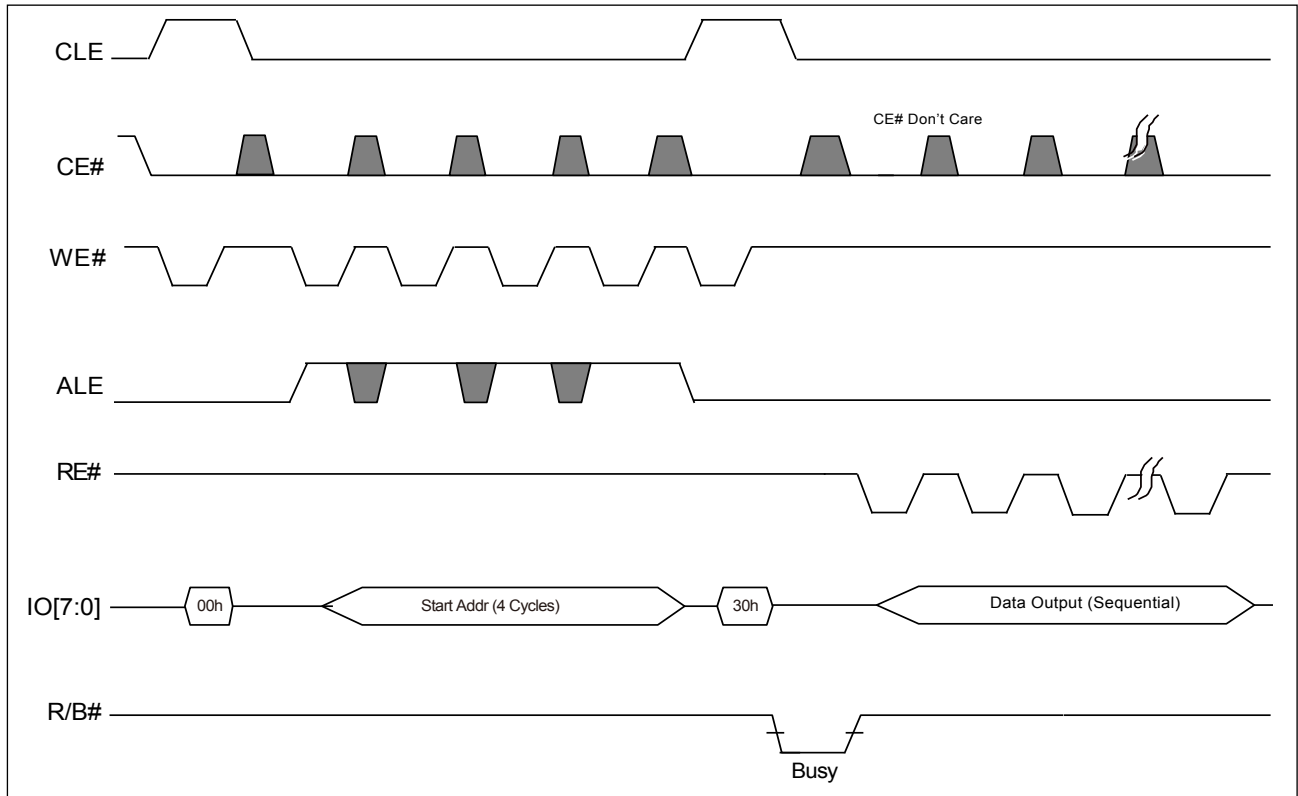 CLE
CE# Don't Care
CE#
WE#
ALE
RE#
IO[7:0]
00h
Start Addr (4 Cycles)
30h
Data Output (Sequential)
R/B#
Busy